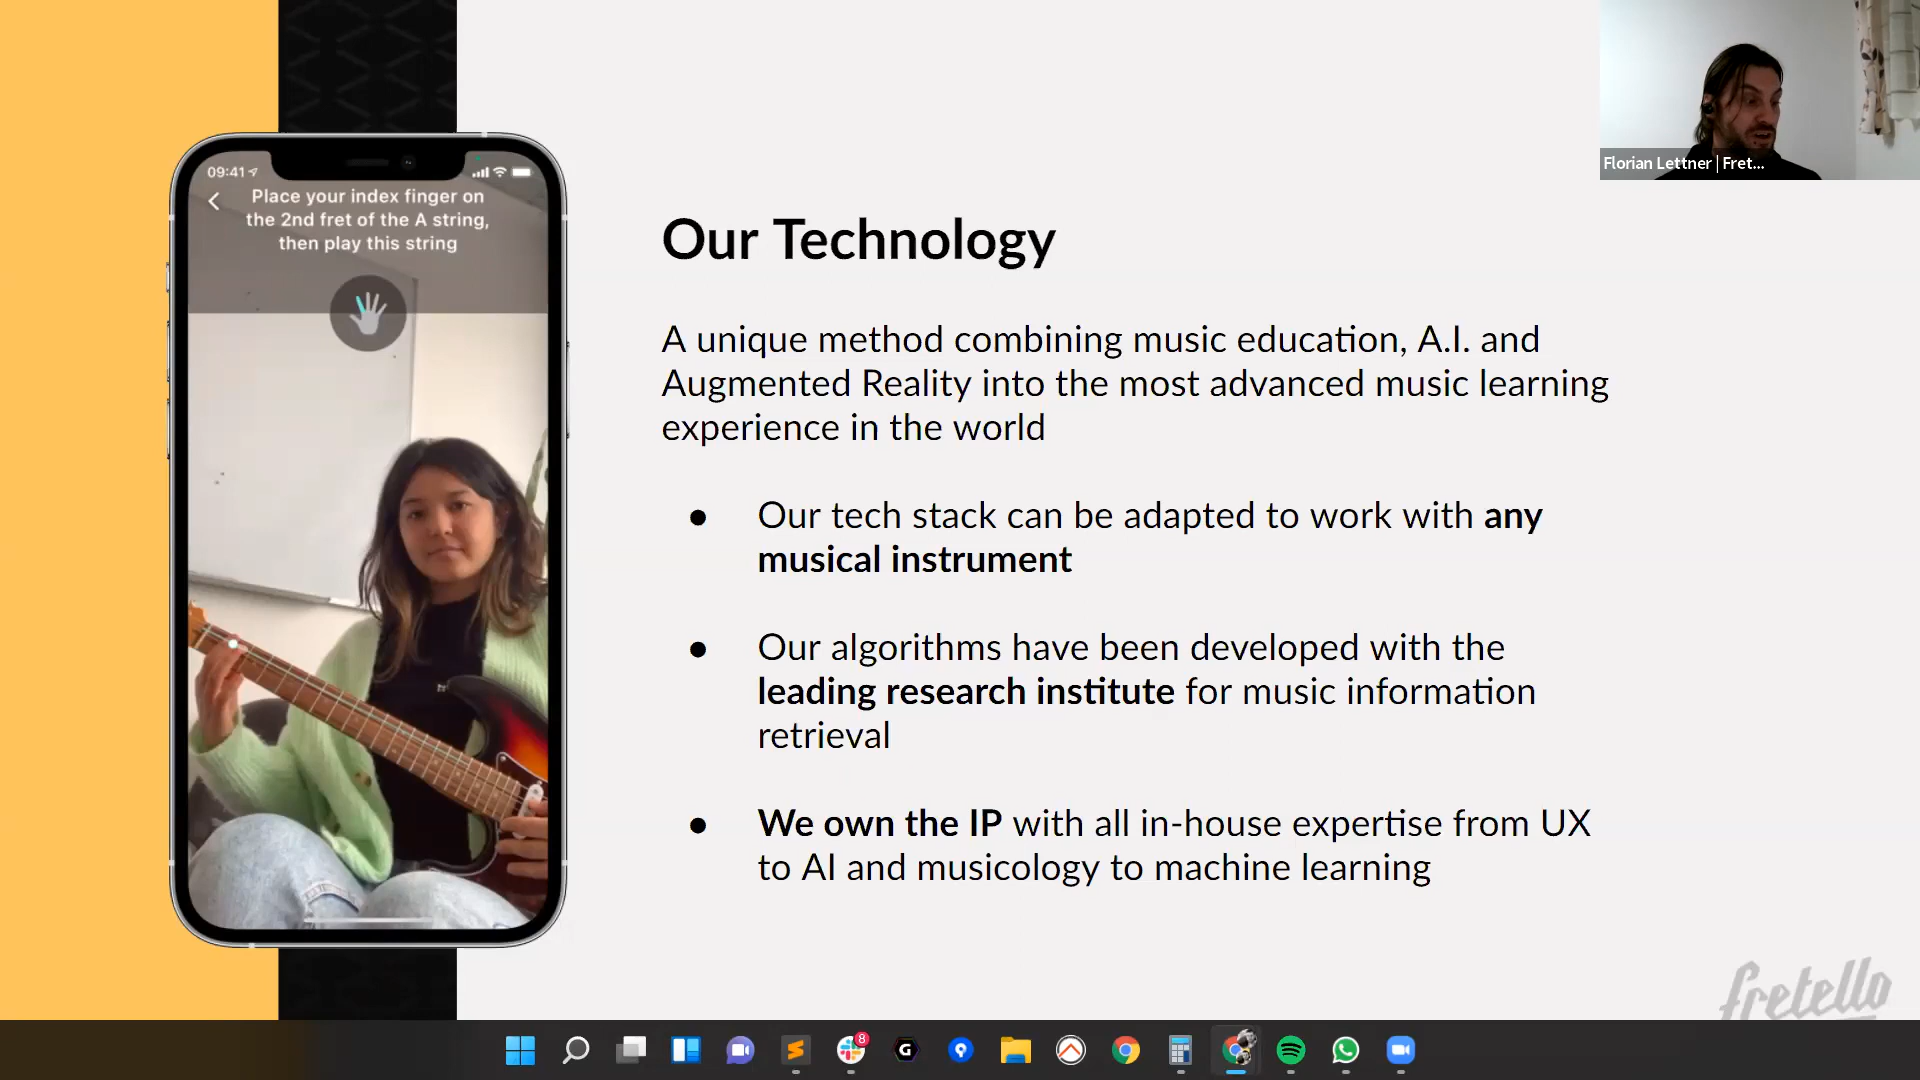 09:41
Place your index finger on
the 2nd fret of the A string,
then play this string
Florian Lettner | Fret...
Our Technology
A unique method combining music education, A.I. and
Augmented Reality into the most advanced music learning
experience in the world
● Our tech stack can be adapted to work with any
musical instrument
● Our algorithms have been developed with the
leading research institute for music information
retrieval
● We own the IP with all in-house expertise from UX
to AI and musicology to machine learning
fretello
8
G